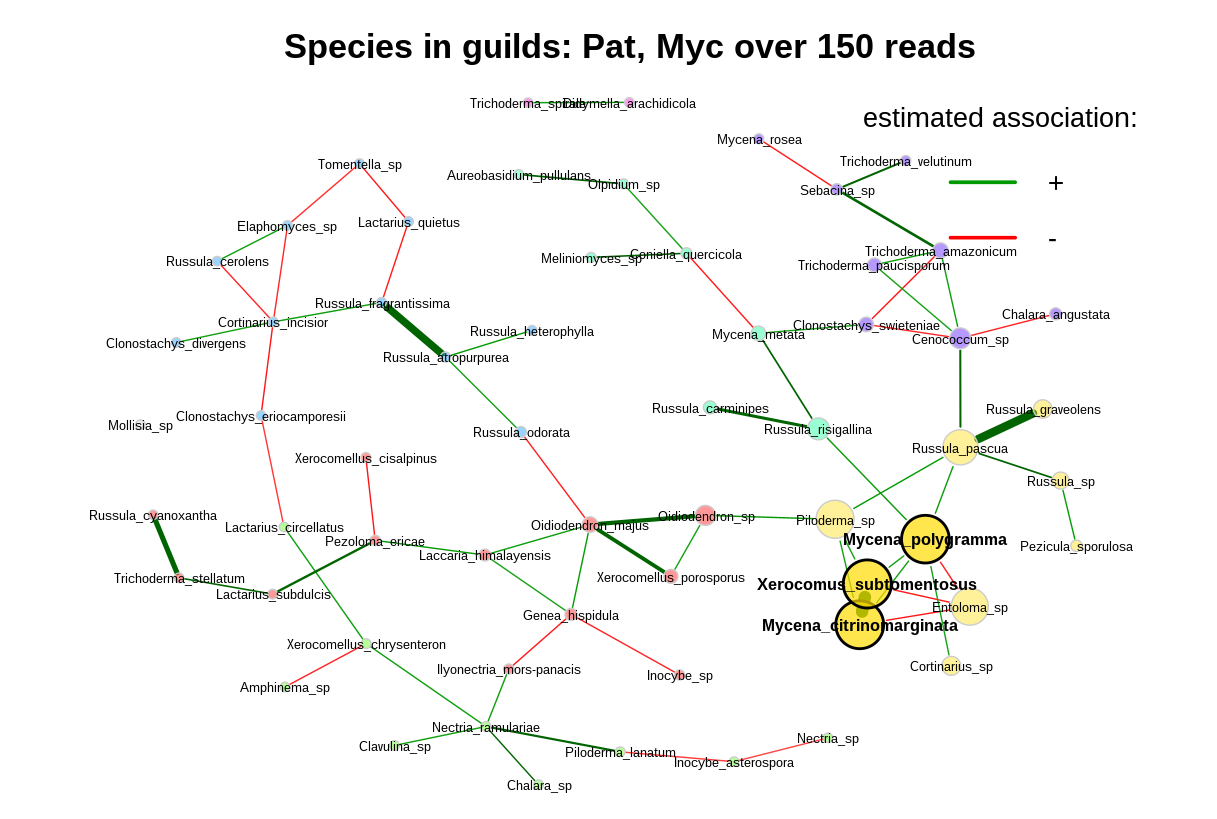 Species in guilds: Pat, Myc over 150 reads
Trichoderma_spirale
Didymella_arachidicola
estimated association:
+
-
Mycena_rosea
Trichoderma_velutinum
Tomentella_sp
Aureobasidium_pullulans
Olpidium_sp
Sebacina_sp
Elaphomyces_sp
Lactarius_quietus
Meliniomyces_sp
Coniella_quercicola
Trichoderma_amazonicum
Russula_cerolens
Trichoderma_paucisporum
Russula_fragrantissima
Chalara_angustata
Cortinarius_incisior
Clonostachys_swieteniae
Russula_heterophylla
Mycena_metata
Cenococcum_sp
Clonostachys_divergens
Russula_atropurpurea
Russula_carminipes
Russula_graveolens
Clonostachys_eriocamporesii
Mollisia_sp
Russula_odorata
Russula_risigallina
Russula_pascua
Xerocomellus_cisalpinus
Russula_sp
Russula_cyanoxantha
Lactarius_circellatus
Oidiodendron_majus
Oidiodendron_sp
Piloderma_sp
Pezoloma_ericae
Mycena_polygramma
Pezicula_sporulosa
Laccaria_himalayensis
Trichoderma_stellatum
Xerocomellus_porosporus
Xerocomus_subtomentosus
Lactarius_subdulcis
Entoloma_sp
Genea_hispidula
Mycena_citrinomarginata
Xerocomellus_chrysenteron
Ilyonectria_mors-panacis
Inocybe_sp
Cortinarius_sp
Amphinema_sp
Nectria_ramulariae
Clavulina_sp
Piloderma_lanatum
Nectria_sp
Inocybe_asterospora
Chalara_sp